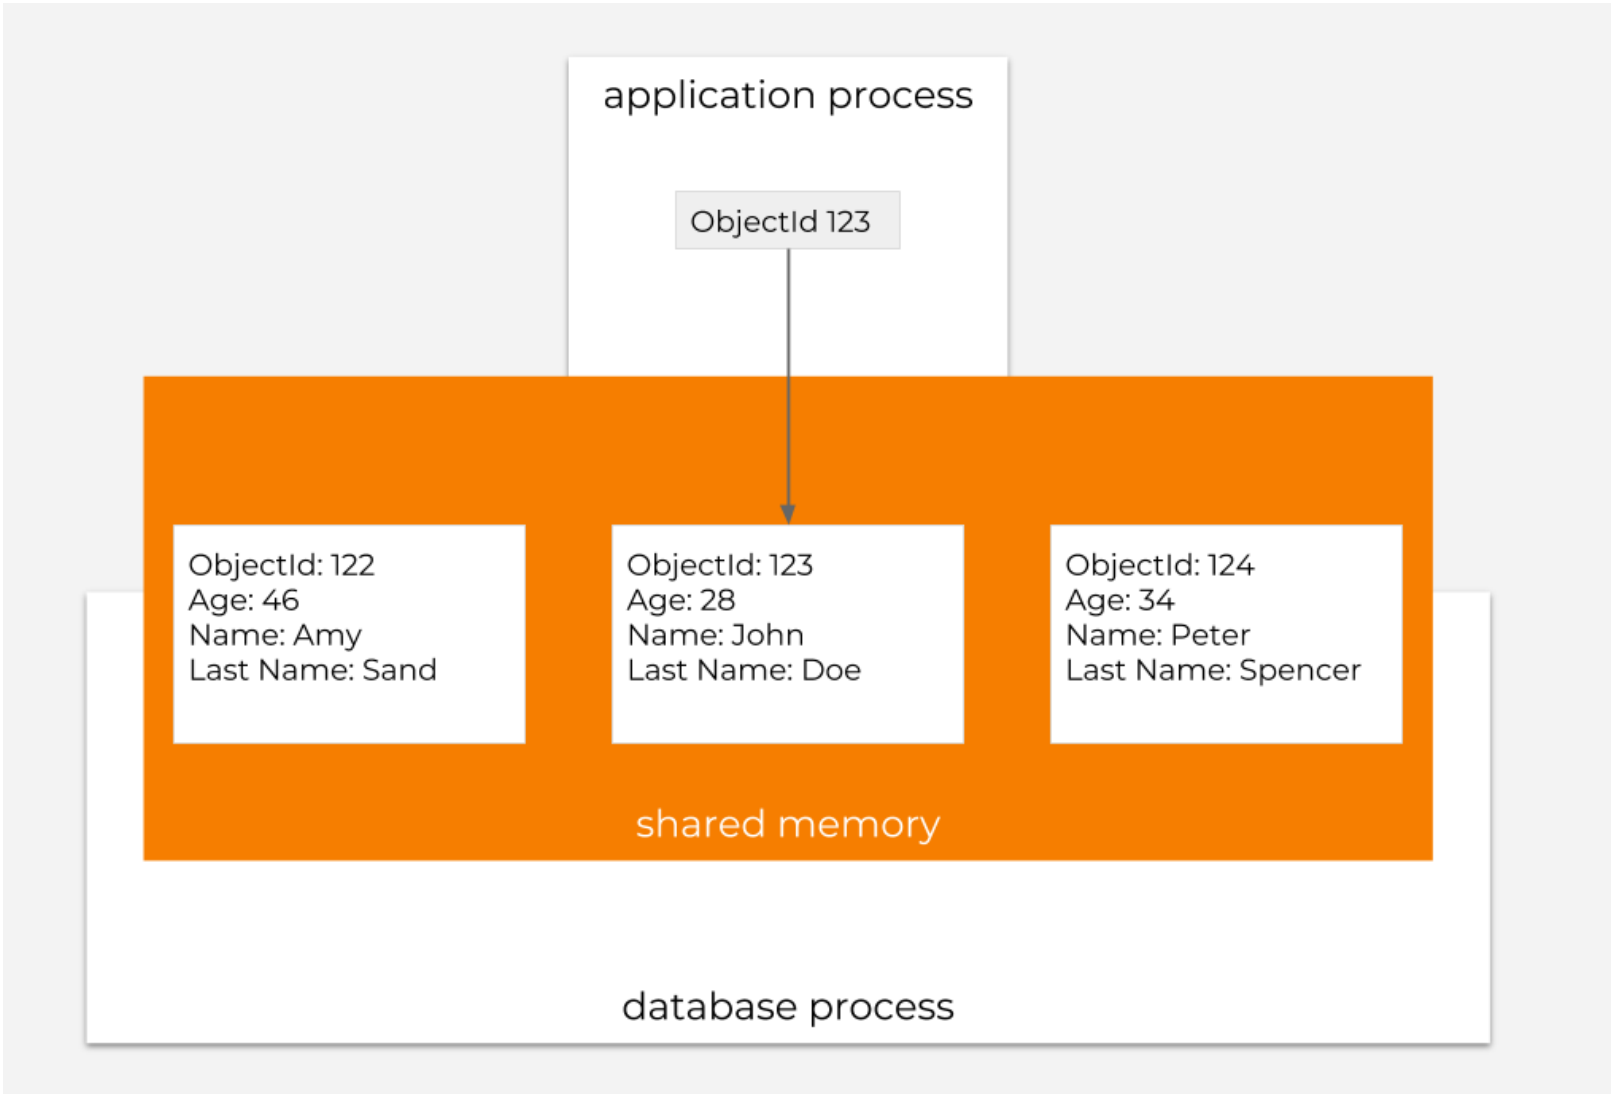 application process
ObjectId 123
ObjectId: 122
Age: 46
Name: Amy
Last Name: Sand
ObjectId: 123
Age: 28
Name: John
Last Name: Doe
ObjectId: 124
Age: 34
Name: Peter
Last Name: Spencer
shared memory
database process